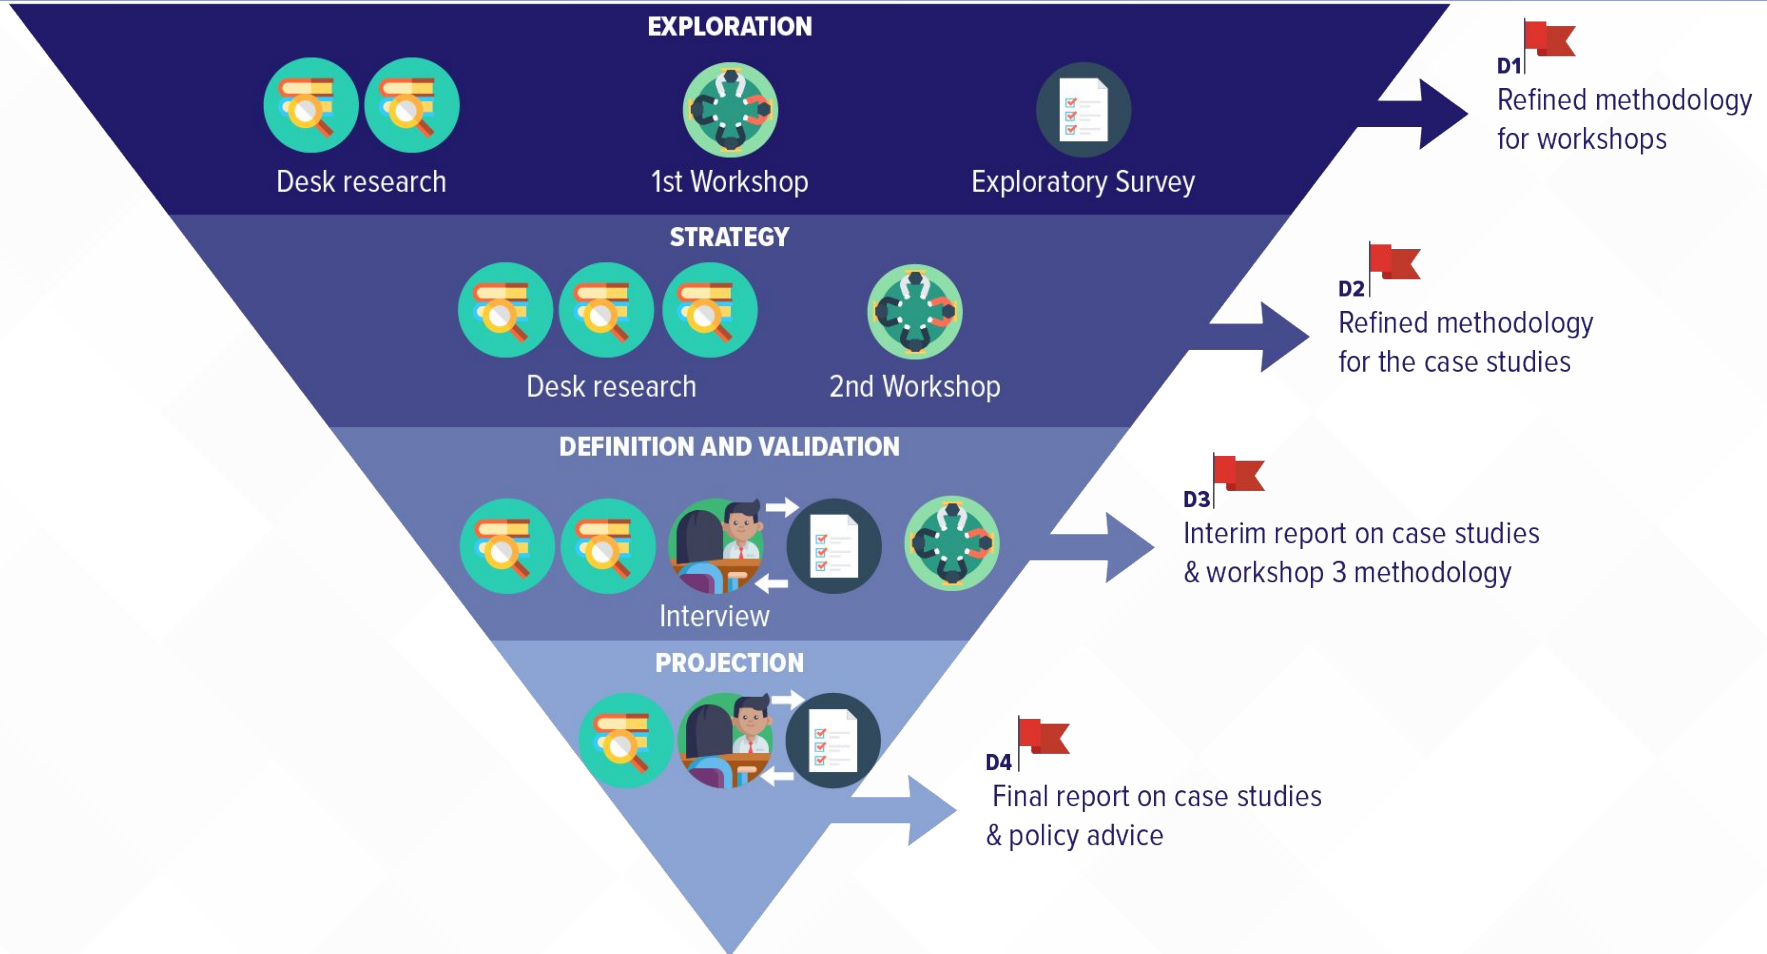 EXPLORATION
Desk research
1st Workshop
Exploratory Survey
D1
Refined methodology
for workshops
STRATEGY
Desk research
2nd Workshop
D2
Refined methodology
for the case studies
DEFINITION AND VALIDATION
Interview
D3
Interim report on case studies
& workshop 3 methodology
PROJECTION
D4
Final report on case studies
& policy advice